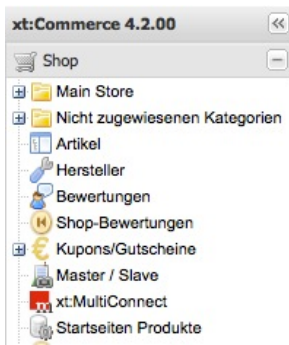 xt:Commerce 4.2.00
Shop
Main Store
Nicht zugewiesenen Kategorien
Artikel
Hersteller
Bewertungen
Shop-Bewertungen
Kupons/Gutscheine
Master / Slave
xt:MultiConnect
Startseiten Produkte